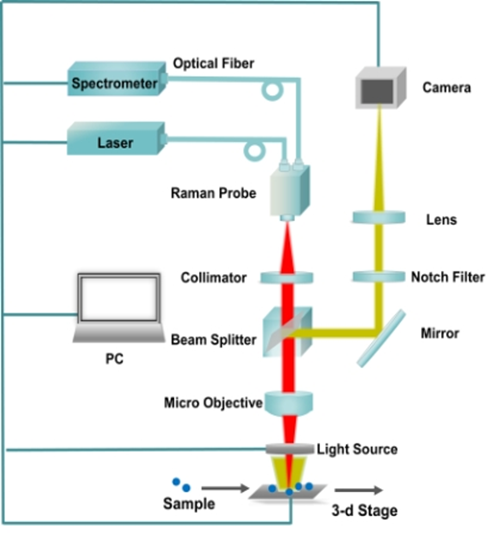 Optical Fiber
Spectrometer
Camera
Laser
Raman Probe
Lens
Collimator
Notch Filter
Beam Splitter
Mirror
PC
Micro Objective
Light Source
Sample
3-d Stage